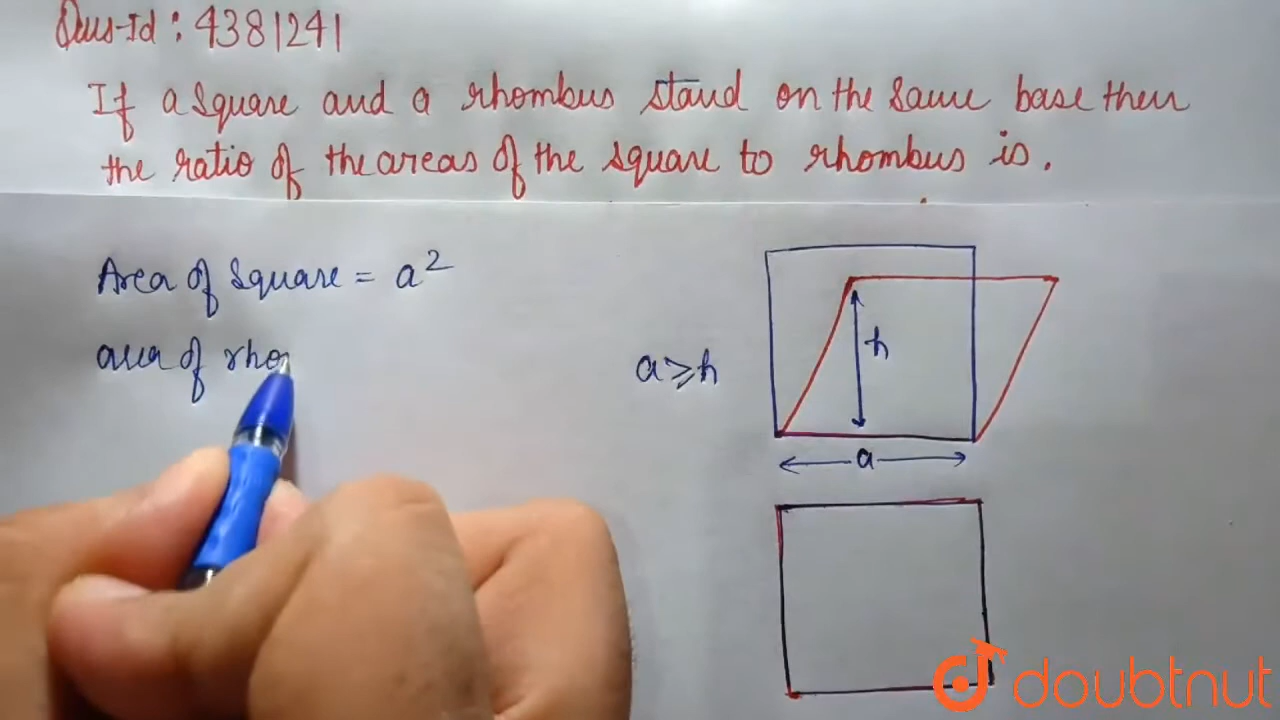 Ques-Id : 4381241
If a square and a rhombus stand on the same base then
the ratio of the areas of the square to rhombus is.
Area of square = a²
area of rho
a ≥ h
h
a
doubtnut